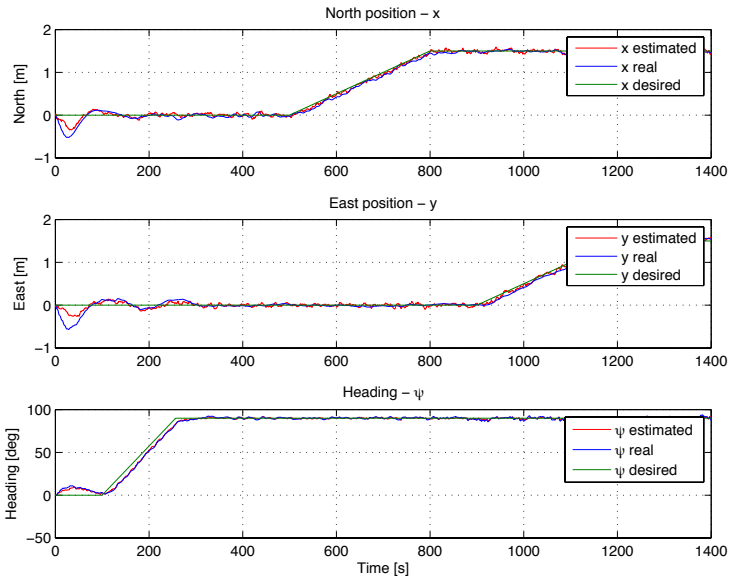 North position – x
North [m]
2
1
0
−1
0 200 400 600 800 1000 1200 1400
x estimated
x real
x desired
East position – y
East [m]
2
1
0
−1
0 200 400 600 800 1000 1200 1400
y estimated
y real
y desired
Heading – ψ
Heading [deg]
100
50
0
−50
0 200 400 600 800 1000 1200 1400
ψ estimated
ψ real
ψ desired
Time [s]